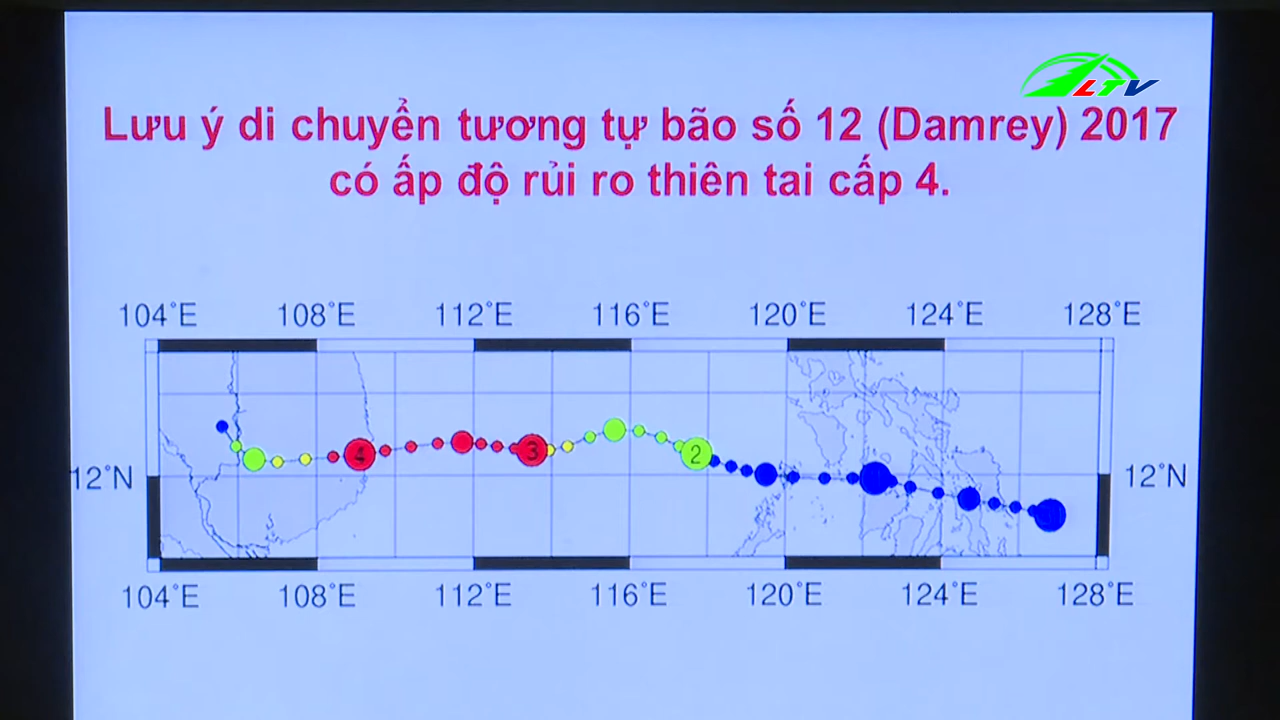 LTV
Lưu ý di chuyển tương tự bão số 12 (Damrey) 2017
có ấp độ rủi ro thiên tai cấp 4.
104°E 108°E 112°E 116°E 120°E 124°E 128°E
4 3 2
12°N 12°N
104°E 108°E 112°E 116°E 120°E 124°E 128°E